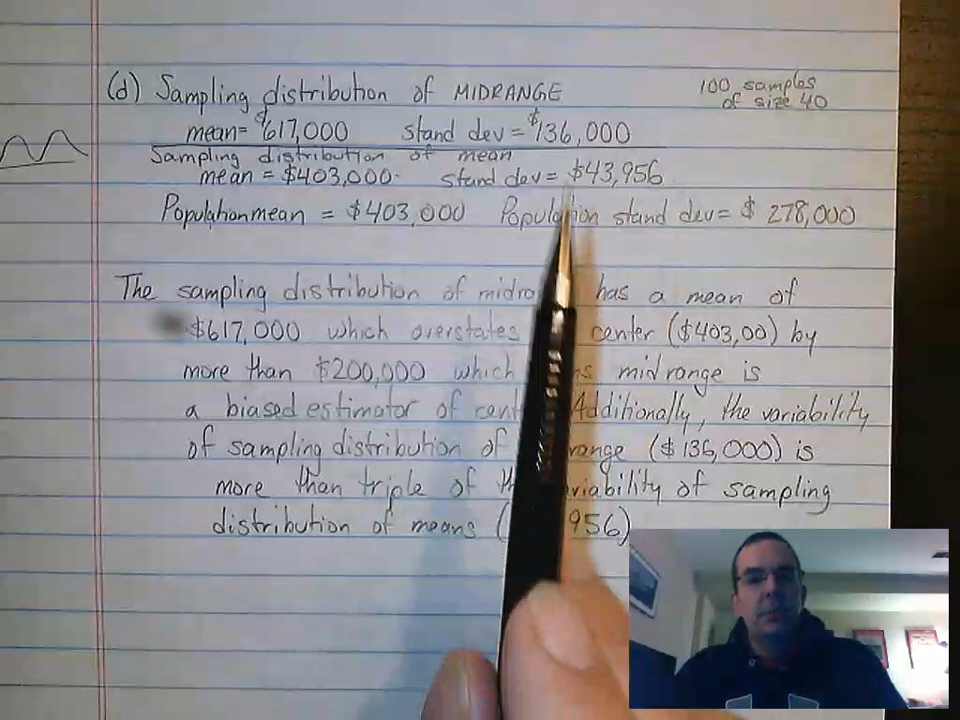 (d) Sampling distribution of MIDRANGE
100 samples
of size 40
mean= $617,000 stand dev = $136,000
Sampling distribution of mean
mean = $403,000 stand dev = $43,956
Population mean = $403,000 Population stand dev = $ 278,000
The sampling distribution of has a mean of
$617,000 which overstates center ($403,00) by
more than $200,000 which midrange is
a biased estimator of Additionally, the variability
of sampling distribution of ($136,000) is
more than triple of of sampling
distribution of means ( 956)